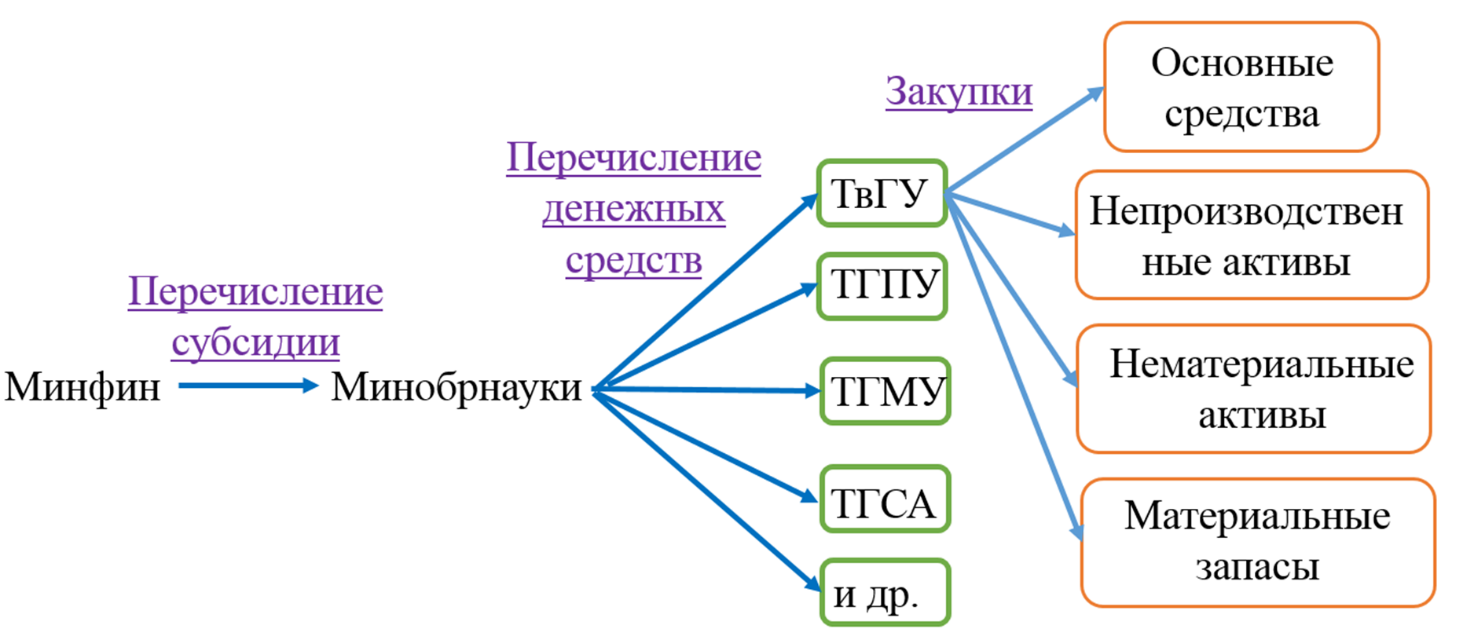 Минфин
Перечисление
субсидии
Минобрнауки
Перечисление
денежных
средств
ТвГУ
ТГПУ
ТГМУ
ТГСА
и др.
Закупки
Основные
средства
Непроизводствен
ные активы
Нематериальные
активы
Материальные
запасы